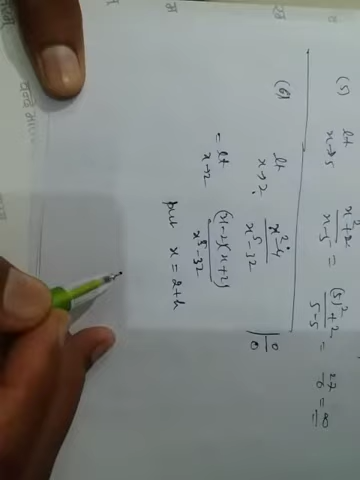 (5) lt x→5 x²+2 / x-5 = (5)²+2 / 5-5 = 27/0 = ∞
(6) lt x→2 x²-4 / x⁵-32 | 0/0
= lt x→2 (x-2)(x+2) / x⁵-32
put x = 2+h